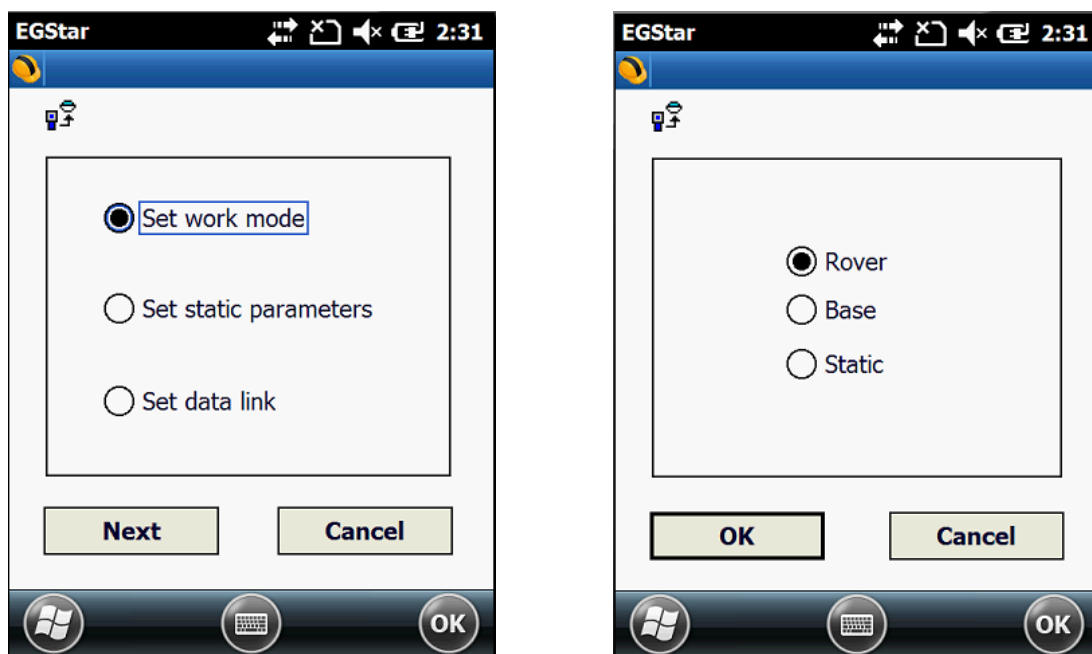 EGStar 2:31
Set work mode
Set static parameters
Set data link
Next Cancel
OK
EGStar 2:31
Rover
Base
Static
OK Cancel
OK